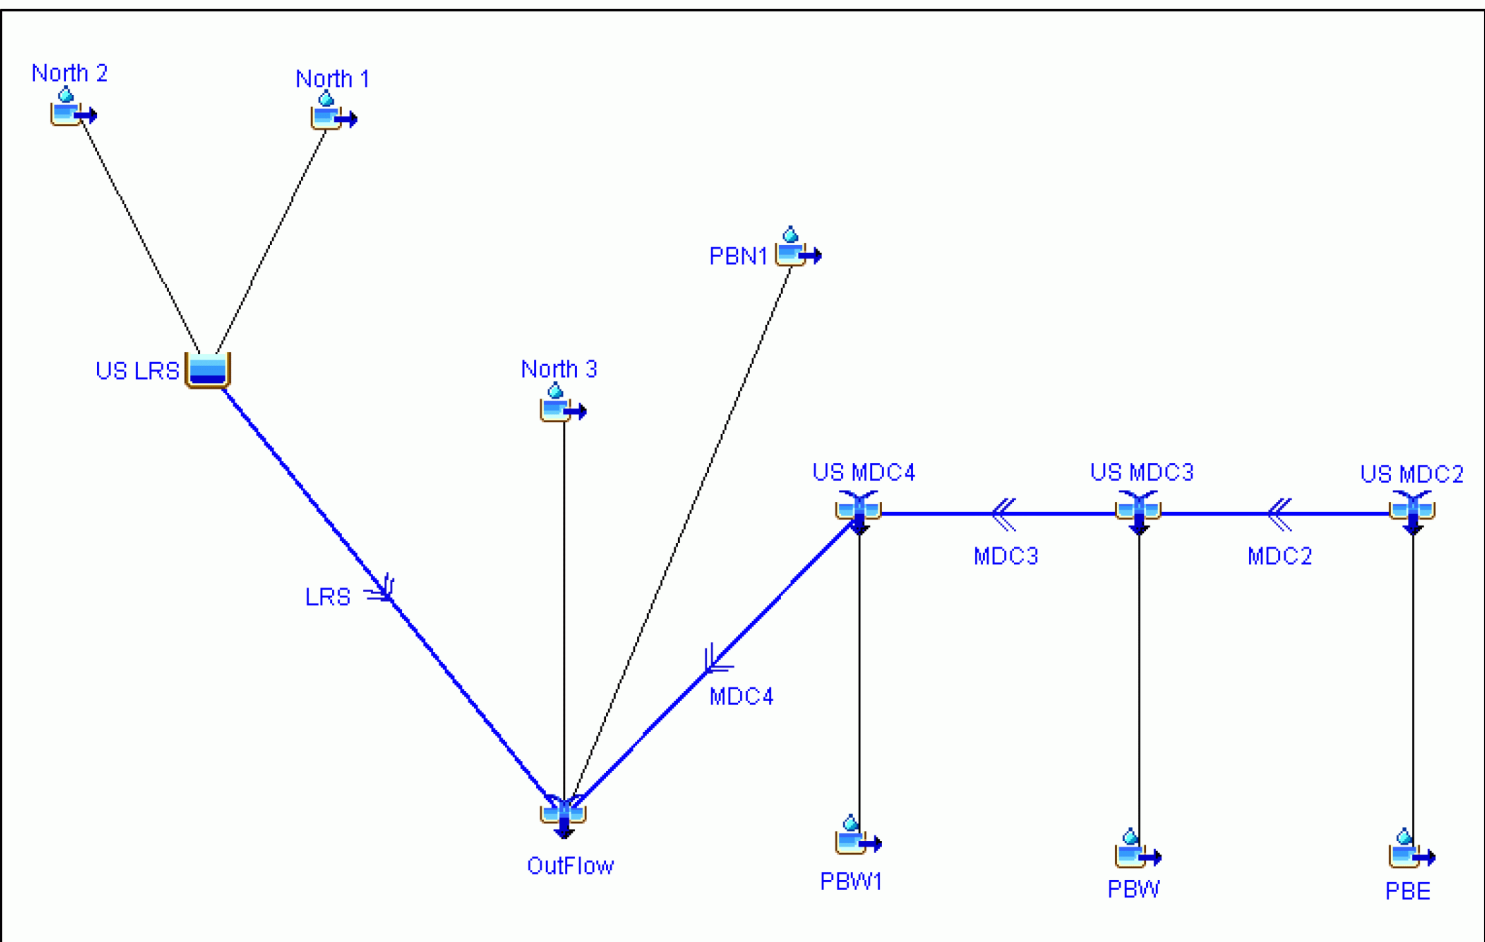 North 2
North 1
PBN1
US LRS
North 3
US MDC4
US MDC3
US MDC2
MDC3
MDC2
LRS
MDC4
OutFlow
PBW1
PBW
PBE